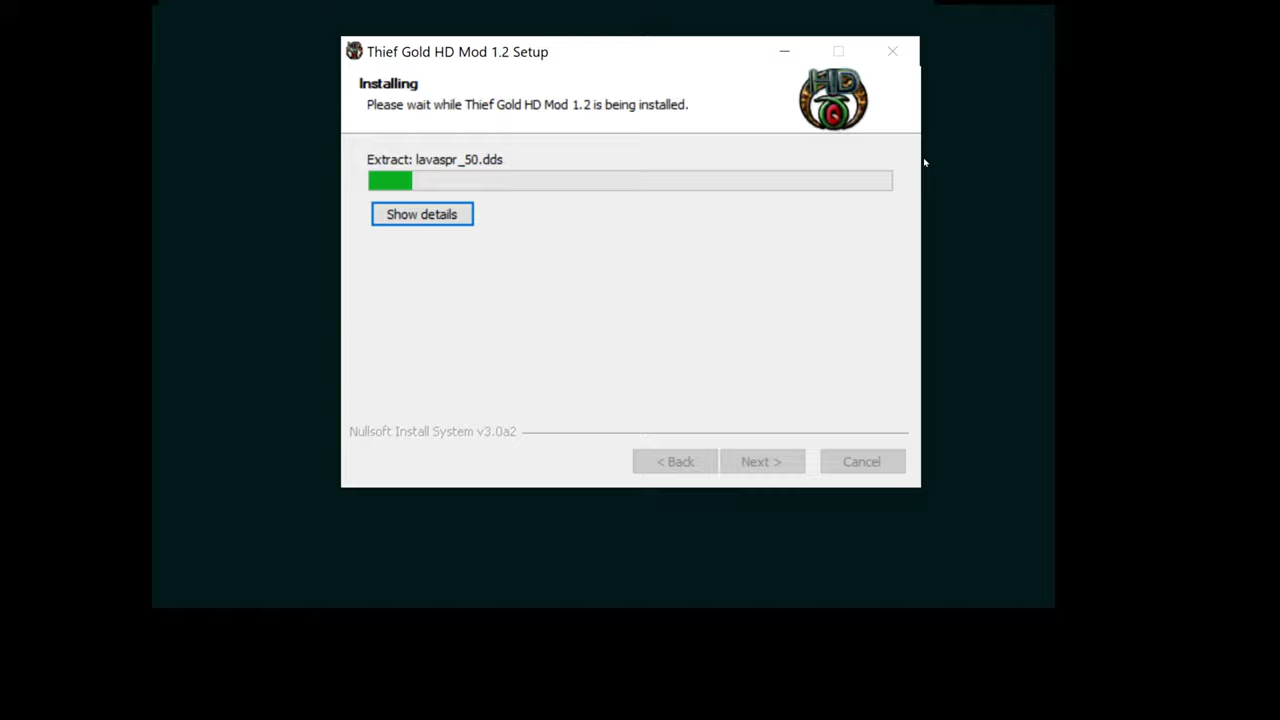 Thief Gold HD Mod 1.2 Setup
Installing
Please wait while Thief Gold HD Mod 1.2 is being installed.
HD
Extract: lavaspr_50.dds
Show details
Nullsoft Install System v3.0a2
< Back
Next >
Cancel